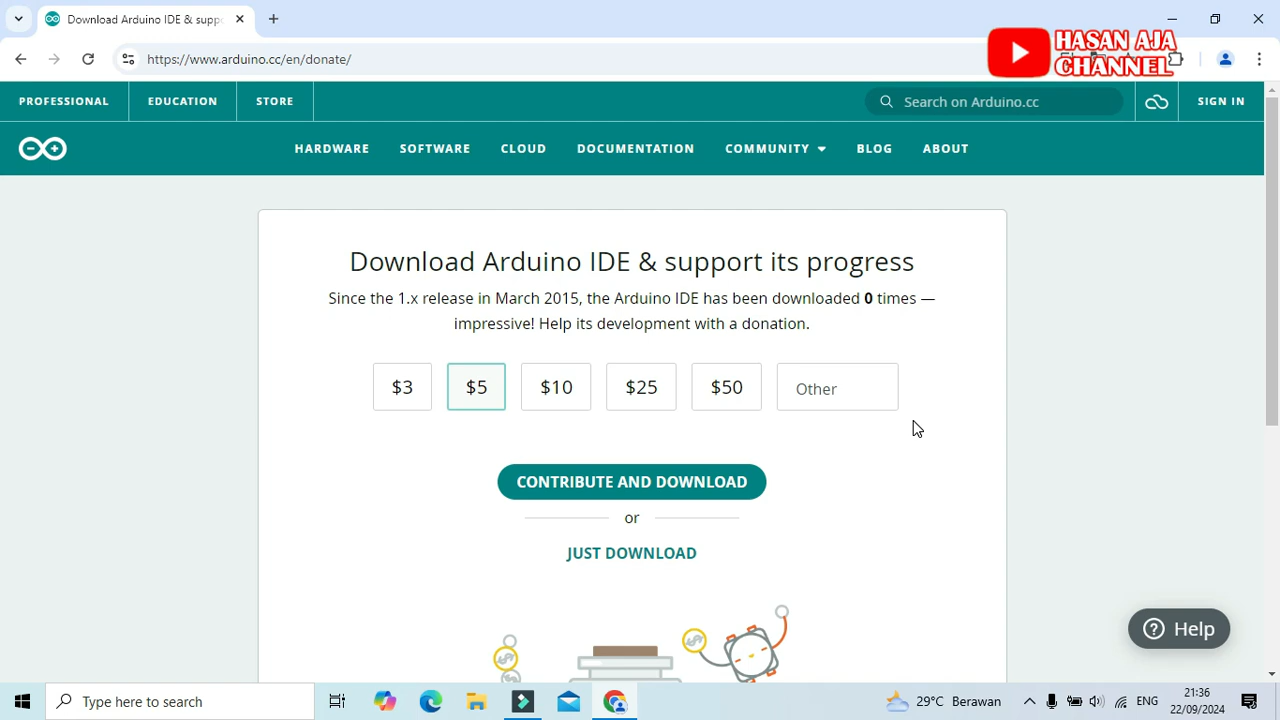 Download Arduino IDE & suppo
https://www.arduino.cc/en/donate/
HASAN AJA
CHANNEL
PROFESSIONAL
EDUCATION
STORE
Search on Arduino.cc
SIGN IN
HARDWARE
SOFTWARE
CLOUD
DOCUMENTATION
COMMUNITY
BLOG
ABOUT
Download Arduino IDE & support its progress
Since the 1.x release in March 2015, the Arduino IDE has been downloaded 0 times —
impressive! Help its development with a donation.
$3
$5
$10
$25
$50
Other
CONTRIBUTE AND DOWNLOAD
or
JUST DOWNLOAD
Help
Type here to search
29°C Berawan
ENG
21:36
22/09/2024